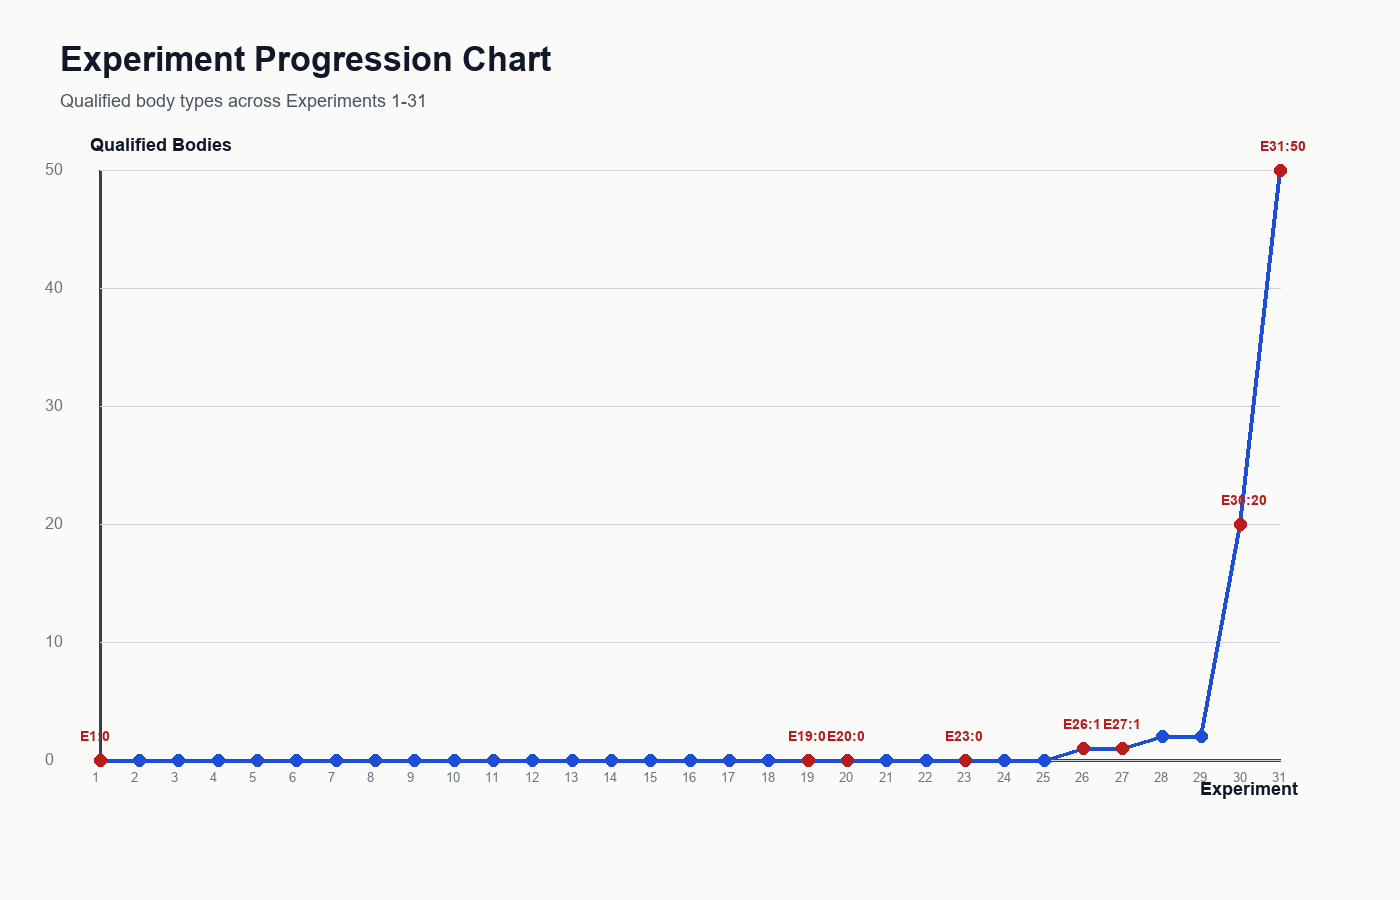 Experiment Progression Chart
Qualified body types across Experiments 1-31
Qualified Bodies
E31:50
50
40
30
20
E30:20
10
E26:1 E27:1
E1:0 E19:0 E20:0 E23:0
0
1 2 3 4 5 6 7 8 9 10 11 12 13 14 15 16 17 18 19 20 21 22 23 24 25 26 27 28 29 30 31
Experiment